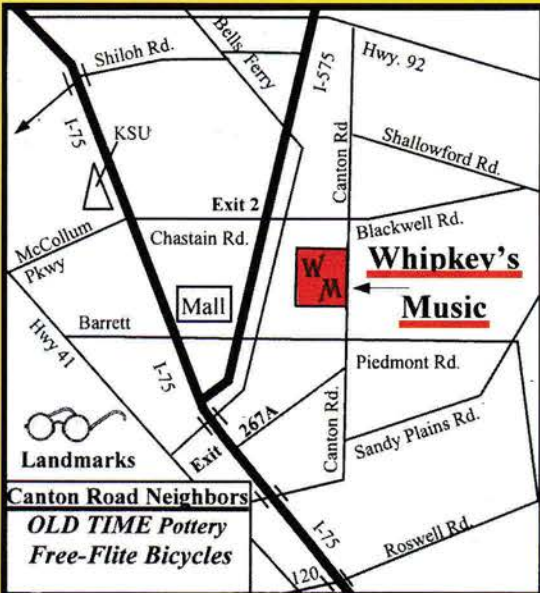 Shiloh Rd.
Bells Ferry
I-575
Hwy. 92
I-75
KSU
Canton Rd
Shallowford Rd.
Exit 2
McCollum
Pkwy
Chastain Rd.
Blackwell Rd.
WM
Whipkey's
Music
Mall
Hwy 41
Barrett
I-75
Piedmont Rd.
Exit 267A
Canton Rd.
Sandy Plains Rd.
Landmarks
Canton Road Neighbors
OLD TIME Pottery
Free-Flite Bicycles
I-75
Roswell Rd.
120